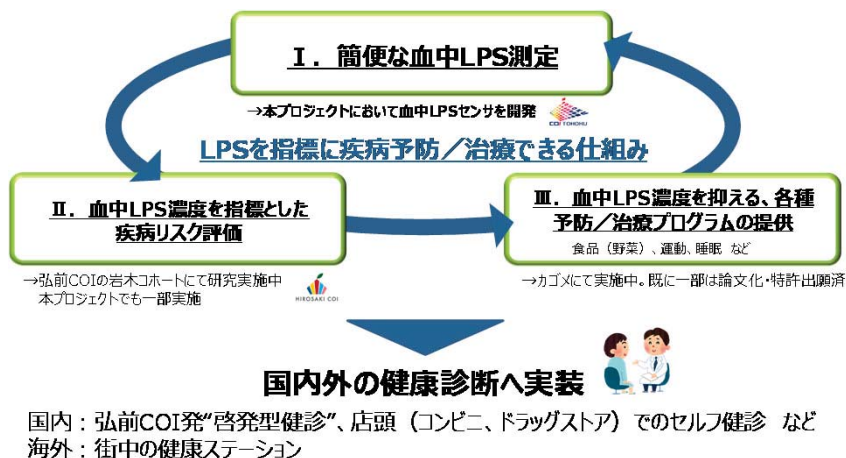 Ⅰ．簡便な血中LPS測定
→本プロジェクトにおいて血中LPSセンサを開発
COI TOHOKU
LPSを指標に疾病予防／治療できる仕組み
Ⅱ．血中LPS濃度を指標とした
疾病リスク評価
→弘前COIの岩木コホートにて研究実施中
本プロジェクトでも一部実施
HIROSAKI COI
Ⅲ．血中LPS濃度を抑える、各種
予防／治療プログラムの提供
食品（野菜）、運動、睡眠 など
→カゴメにて実施中。既に一部は論文化・特許出願済
国内外の健康診断へ実装
国内：弘前COI発“啓発型健診”、店頭（コンビニ、ドラッグストア）でのセルフ健診 など
海外：街中の健康ステーション